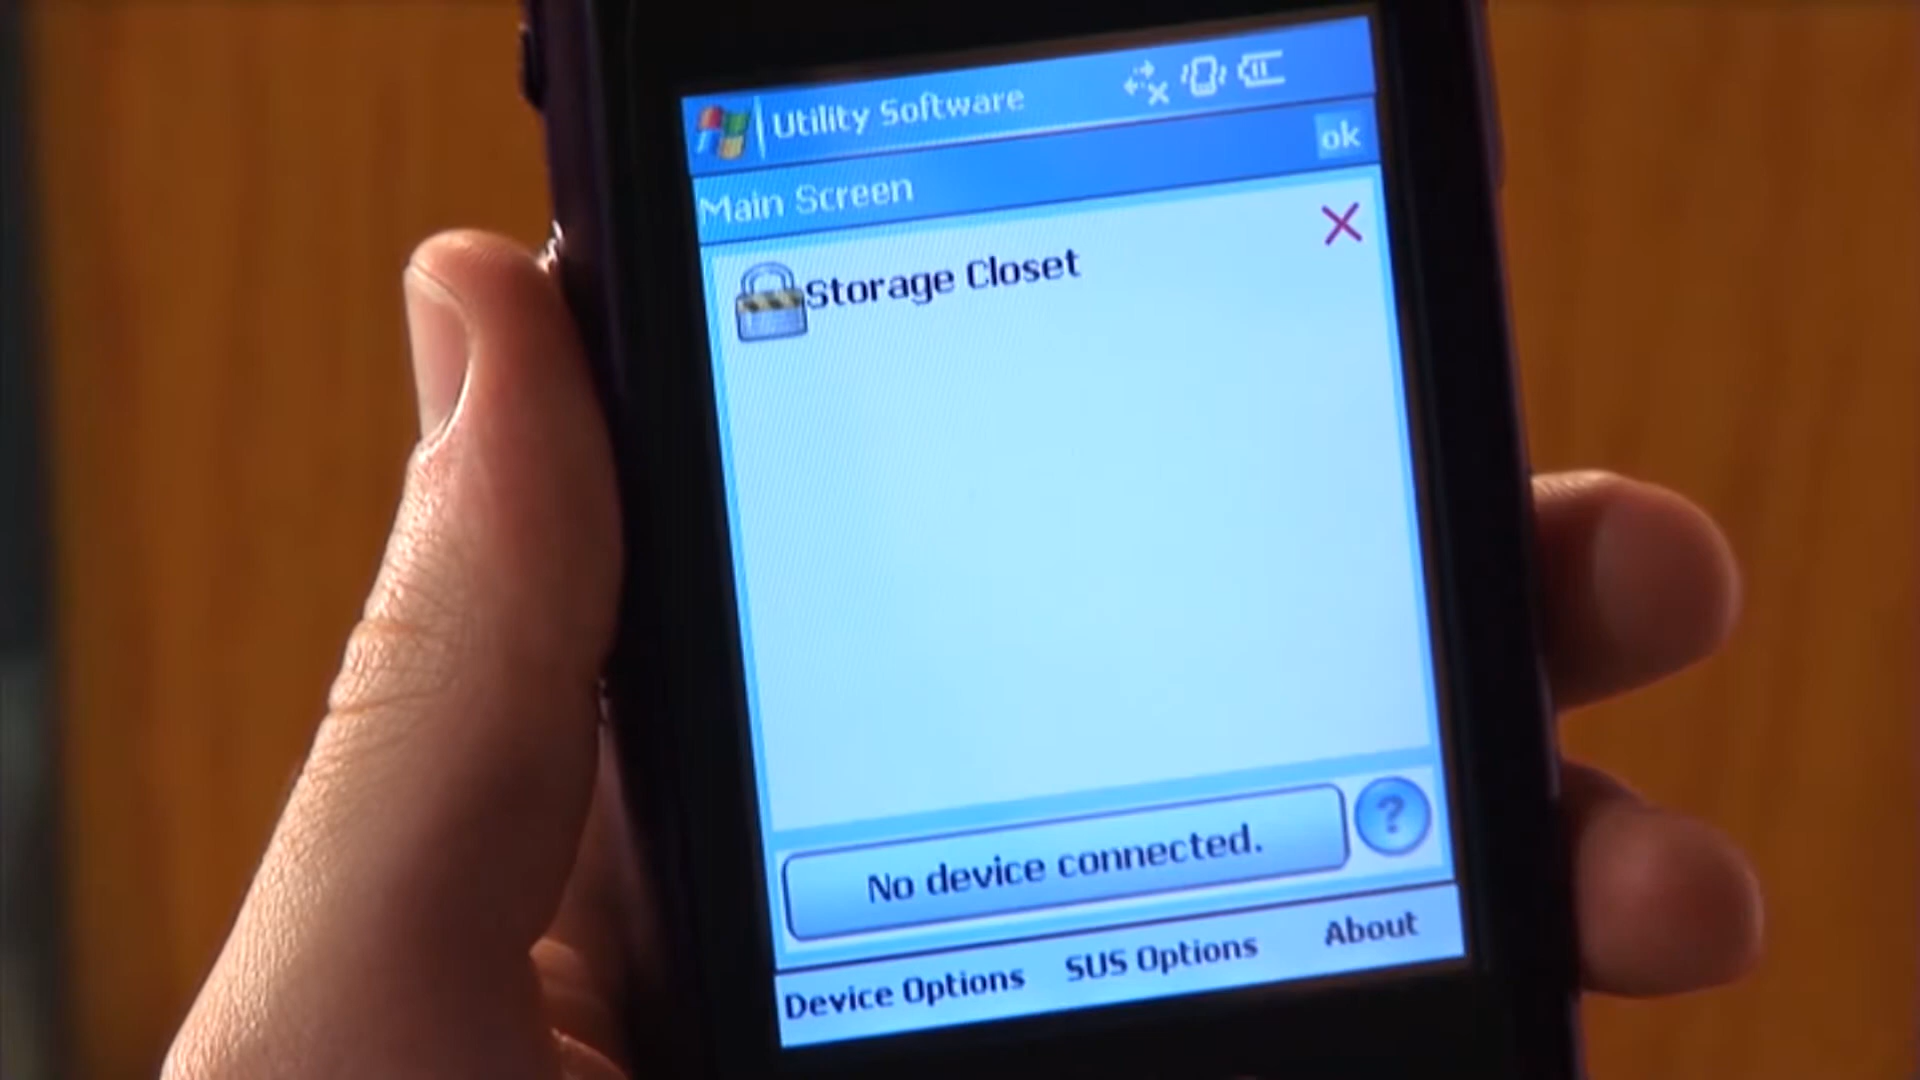 Utility Software
ok
Main Screen
Storage Closet
No device connected.
?
Device Options SUS Options About